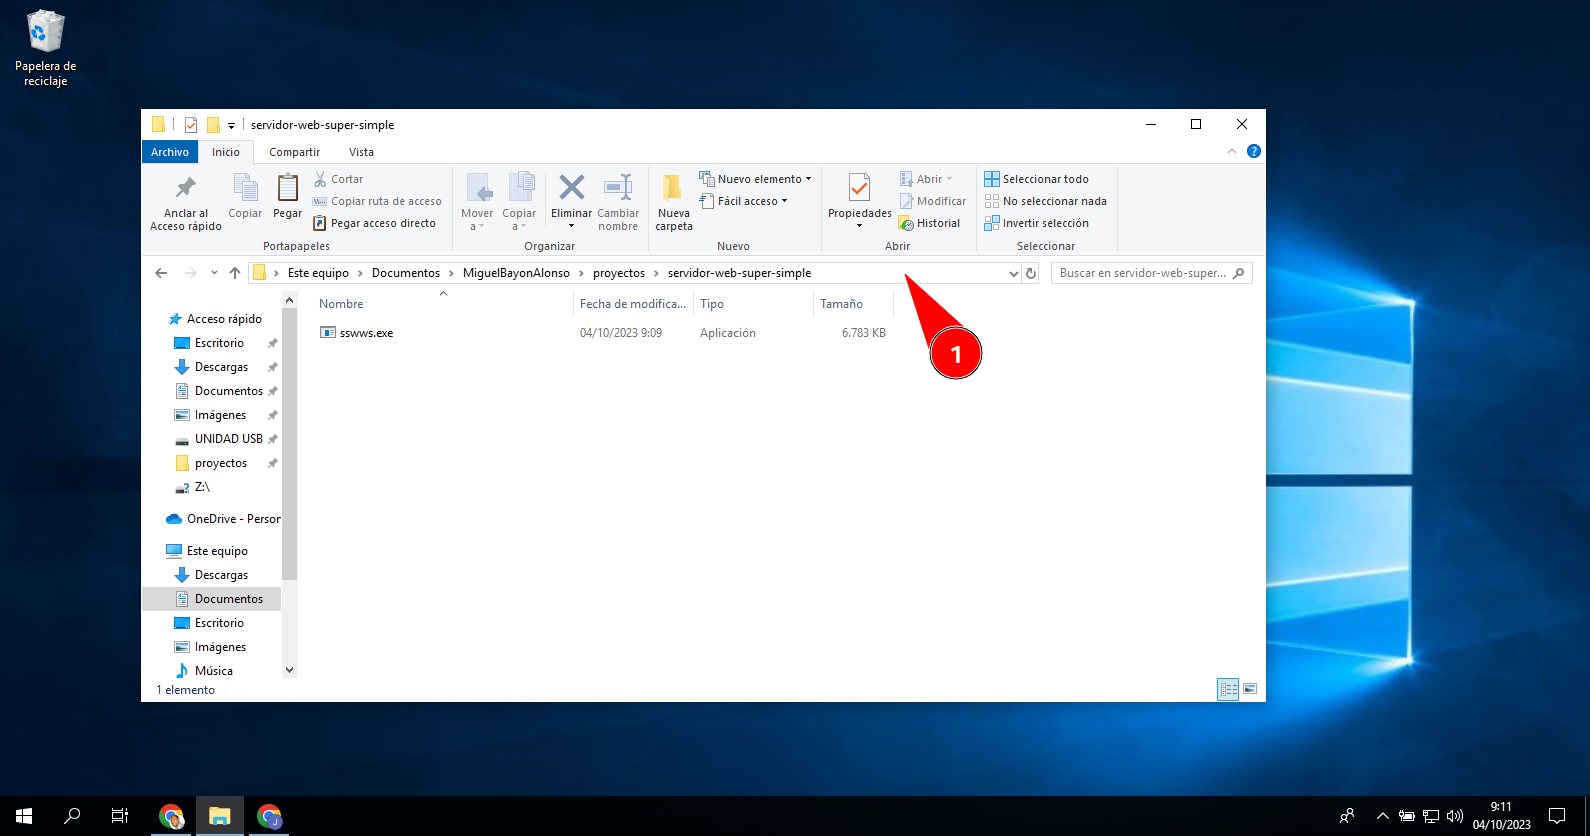 Papelera de
reciclaje
servidor-web-super-simple
Archivo Inicio Compartir Vista
Anclar al
Acceso rápido
Copiar
Pegar
Cortar
Copiar ruta de acceso
Pegar acceso directo
Portapapeles
Mover
a
Copiar
a
Eliminar
Cambiar
nombre
Organizar
Nueva
carpeta
Nuevo elemento
Fácil acceso
Nuevo
Propiedades
Abrir
Modificar
Historial
Abrir
Seleccionar todo
No seleccionar nada
Invertir selección
Seleccionar
Este equipo > Documentos > MiguelBayonAlonso > proyectos > servidor-web-super-simple
Buscar en servidor-web-super...
Nombre Fecha de modifica... Tipo Tamaño
sswws.exe 04/10/2023 9:09 Aplicación 6.783 KB
1
Acceso rápido
Escritorio
Descargas
Documentos
Imágenes
UNIDAD USB
proyectos
Z:\
OneDrive - Person
Este equipo
Descargas
Documentos
Escritorio
Imágenes
Música
1 elemento
J
9:11
04/10/2023